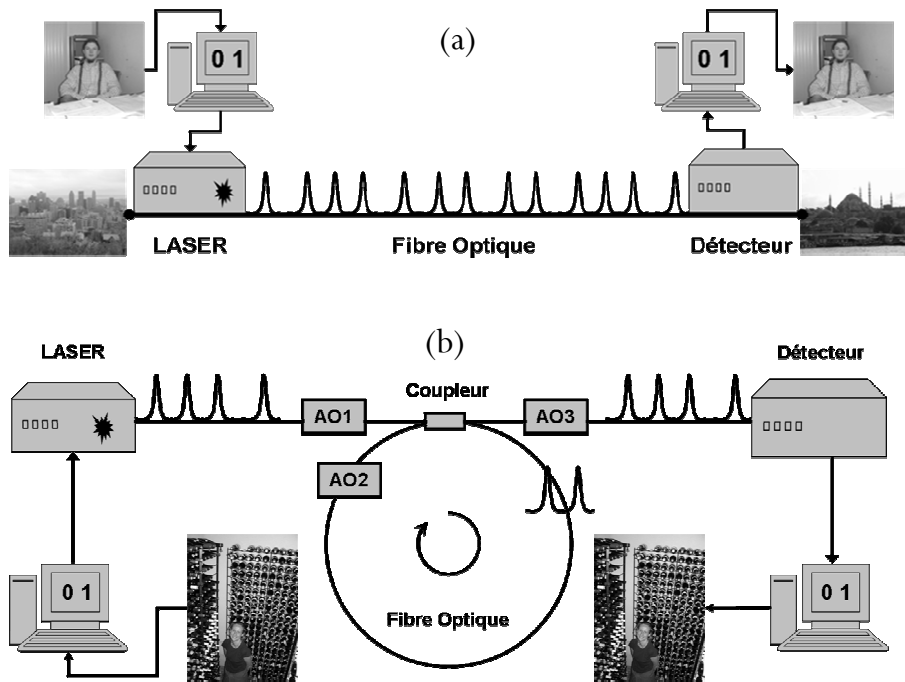 (a)
0 1
0 1
LASER
Fibre Optique
Détecteur
(b)
LASER
Détecteur
Coupleur
AO1
AO3
AO2
0 1
Fibre Optique
0 1